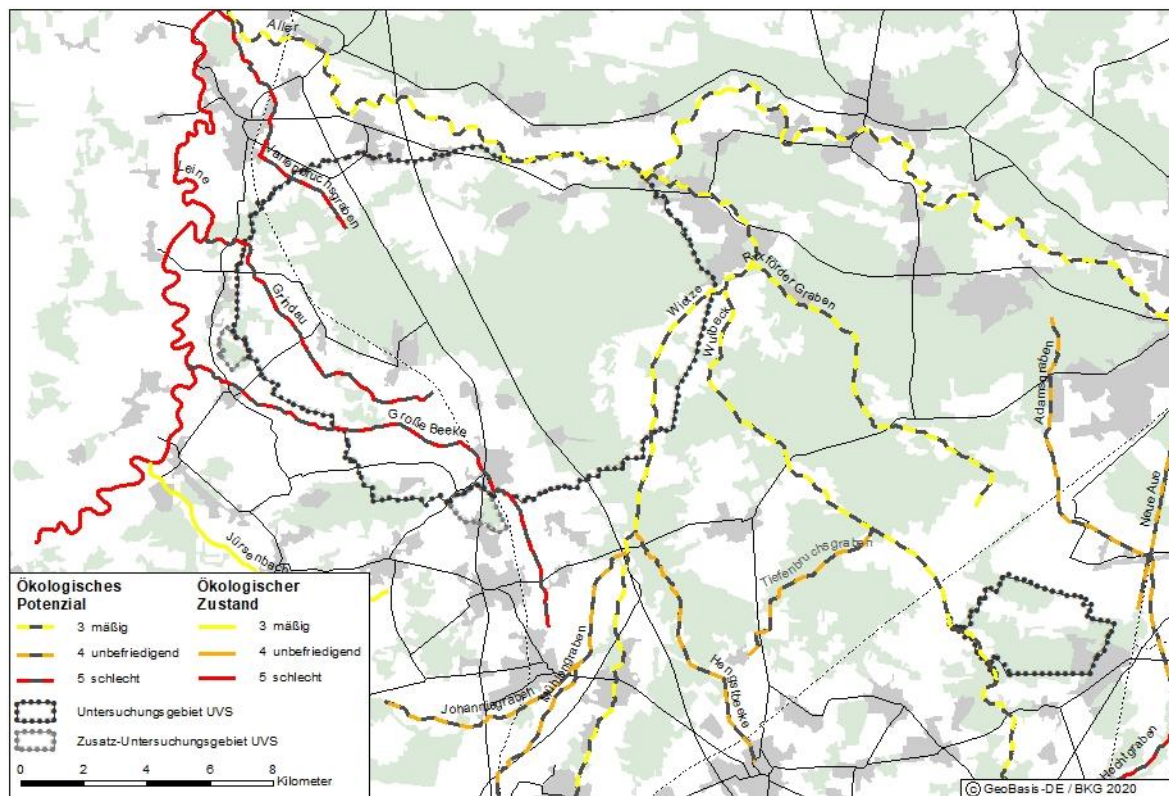 Aller
Varrenbruchsgraben
Leine
Grindau
Wietze
Rixförder Graben
Wulbeck
Adamsgraben
Große Beeke
Neue Aue
Jürsenbach
Tiefenbruchsgraben
Hengstbeeke
Mühlengraben
Johannisgraben
Hechtgraben
Ökologisches Ökologischer
Potenzial Zustand
3 mäßig 3 mäßig
4 unbefriedigend 4 unbefriedigend
5 schlecht 5 schlecht
Untersuchungsgebiet UVS
Zusatz-Untersuchungsgebiet UVS
0 2 4 6 8
Kilometer
© GeoBasis-DE / BKG 2020